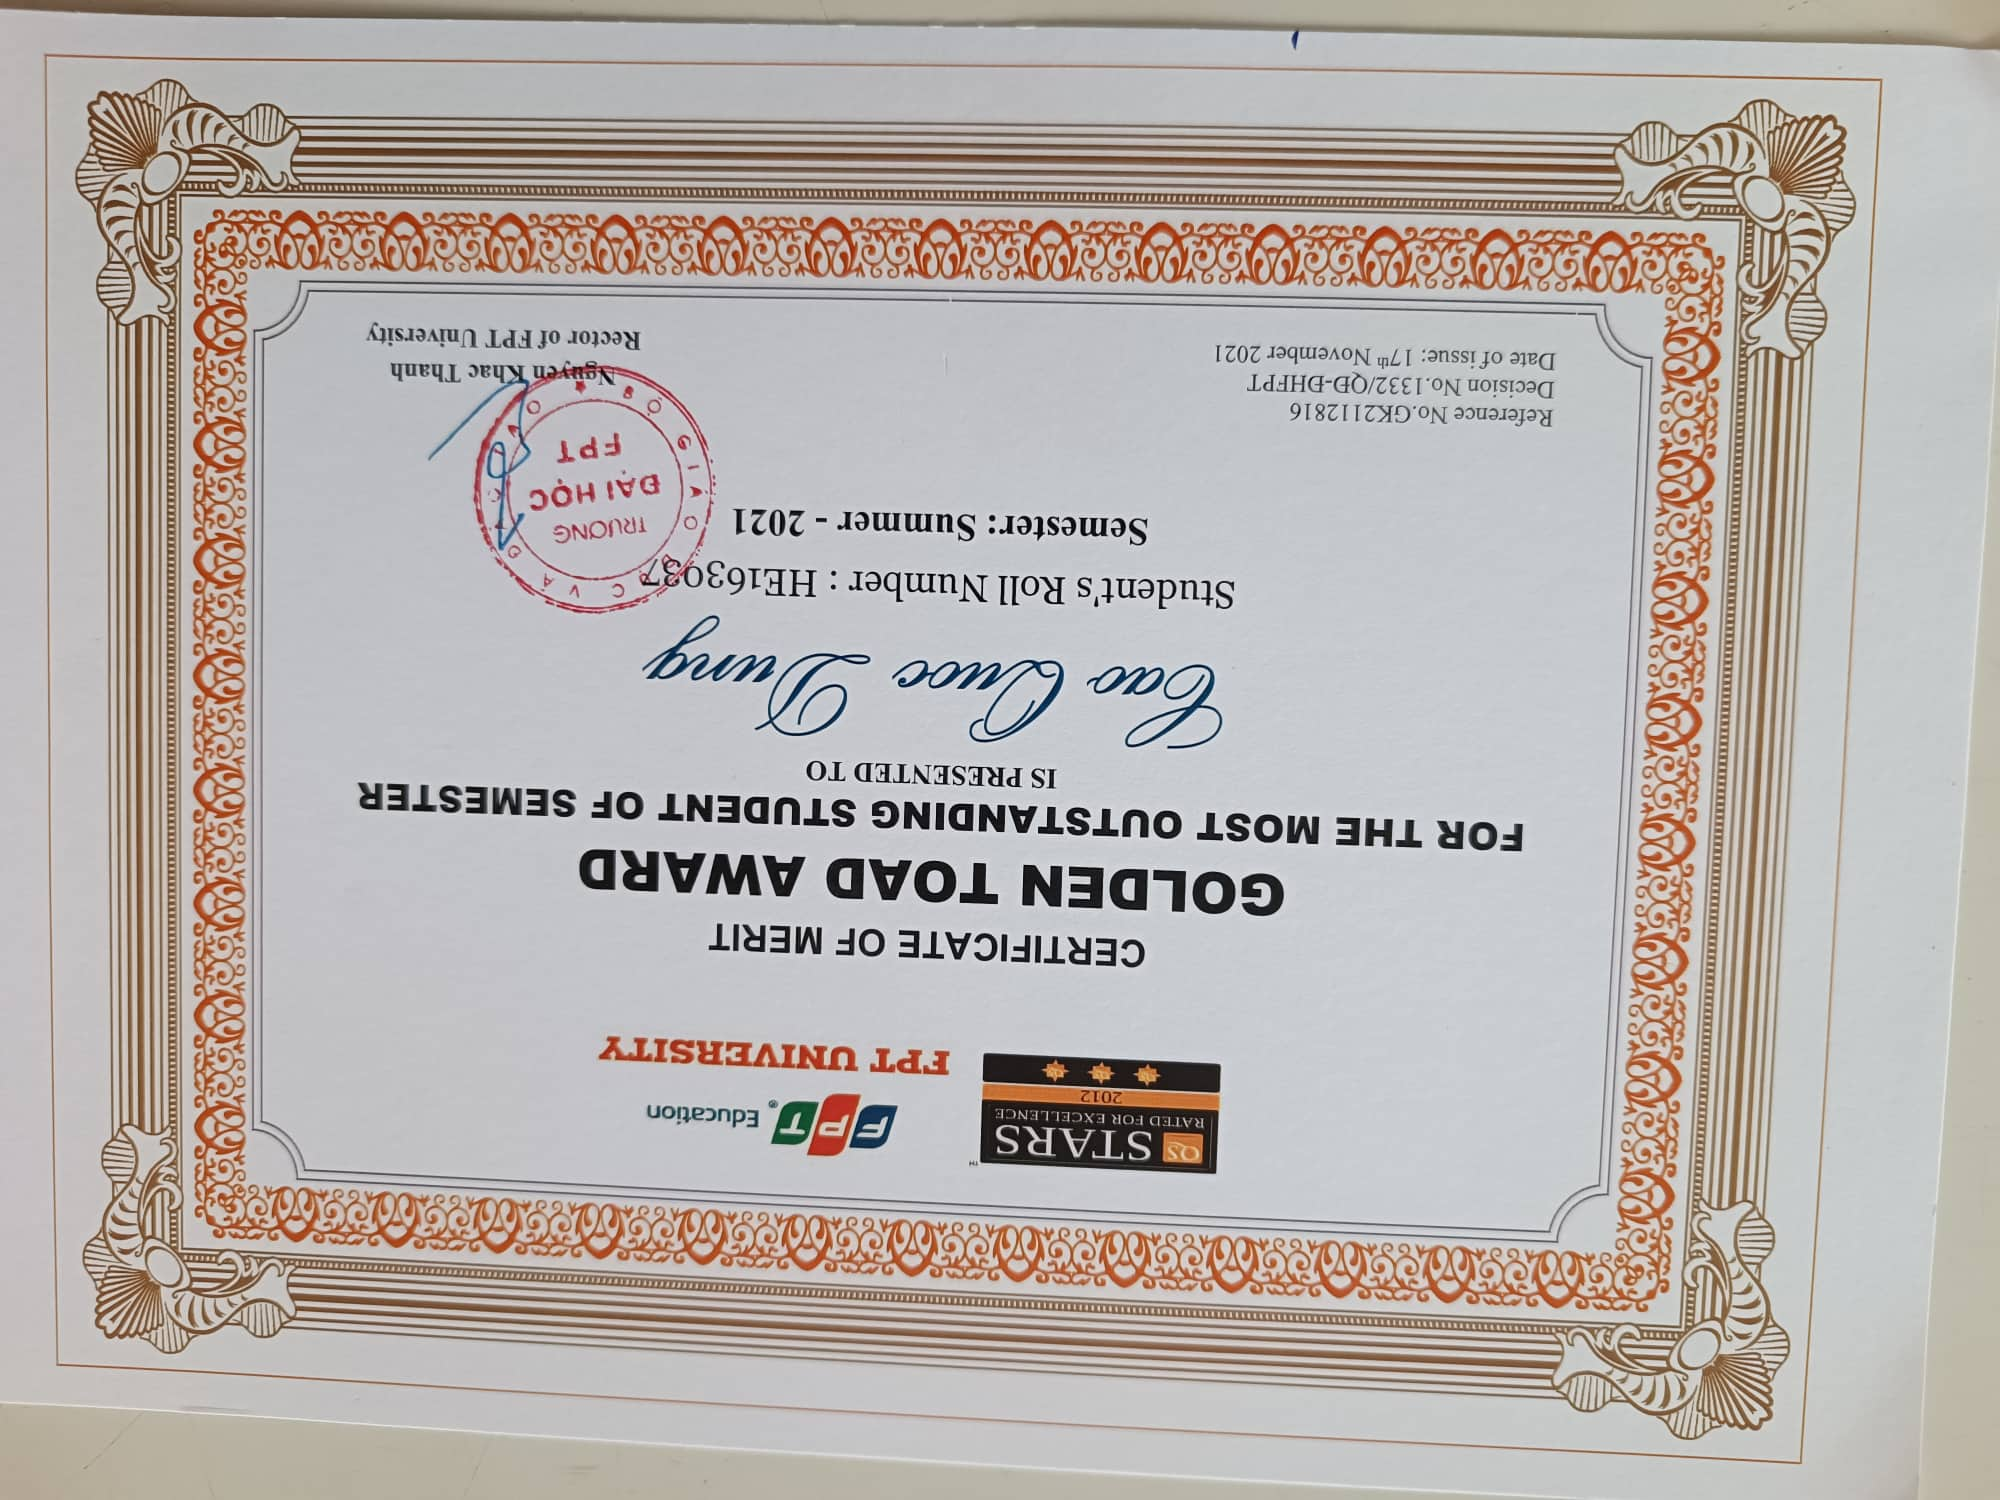 QS STARS™
RATED FOR EXCELLENCE
2012
FPT Education®
FPT UNIVERSITY
CERTIFICATE OF MERIT
GOLDEN TOAD AWARD
FOR THE MOST OUTSTANDING STUDENT OF SEMESTER
IS PRESENTED TO
Cao Quoc Dung
Student's Roll Number : HE163037
Semester: Summer - 2021
Reference No.GK2112816
Decision No.1332/QĐ-ĐHFPT
Date of issue: 17th November 2021
BỘ GIÁO DỤC VÀ ĐÀO
TRƯỜNG
ĐẠI HỌC
FPT
Nguyen Khac Thanh
Rector of FPT University